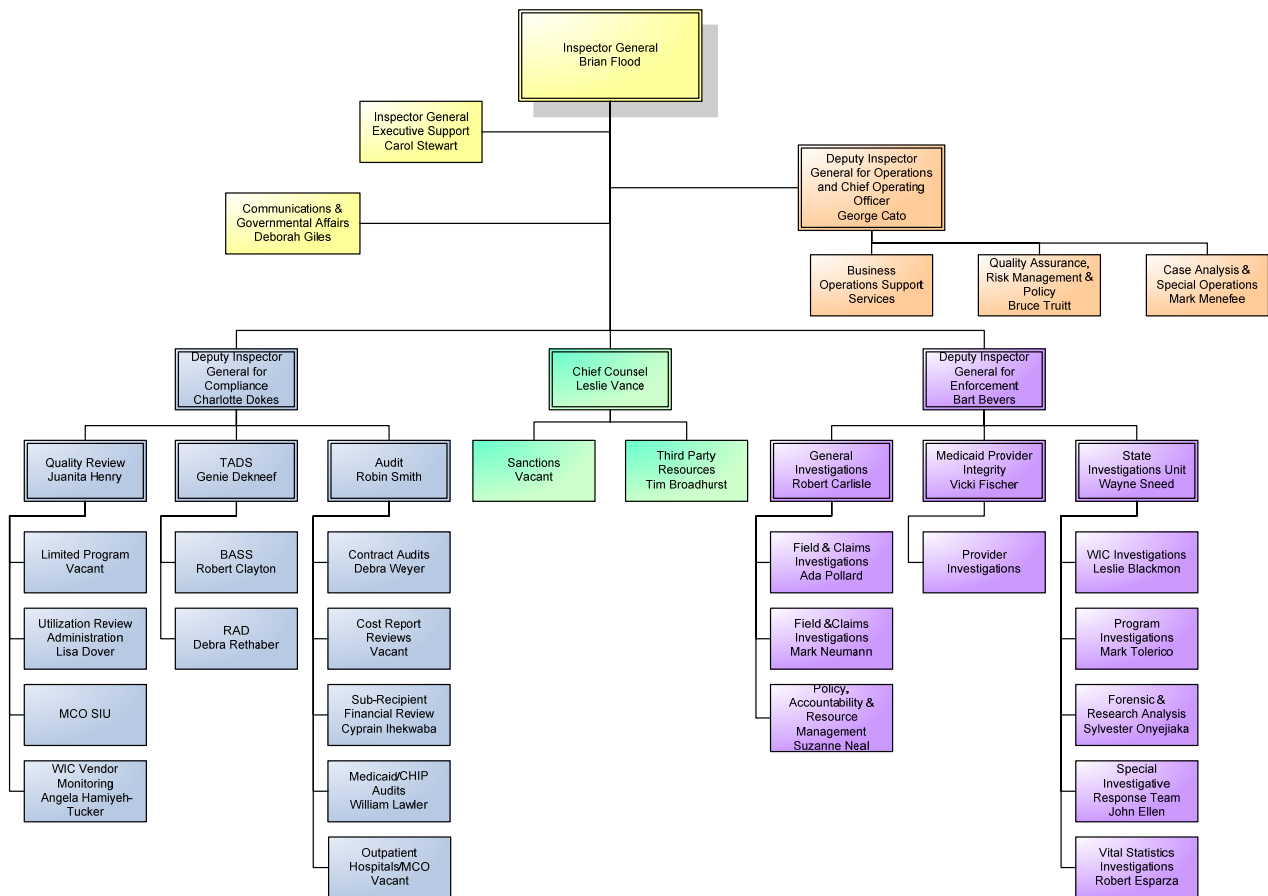 Inspector General
Brian Flood
Inspector General
Executive Support
Carol Stewart
Deputy Inspector
General for Operations
and Chief Operating
Officer
George Cato
Communications &
Governmental Affairs
Deborah Giles
Business
Operations Support
Services
Quality Assurance,
Risk Management &
Policy
Bruce Truitt
Case Analysis &
Special Operations
Mark Menefee
Deputy Inspector
General for
Compliance
Charlotte Dokes
Chief Counsel
Leslie Vance
Deputy Inspector
General for
Enforcement
Bart Bevers
Quality Review
Juanita Henry
TADS
Genie Dekneef
Audit
Robin Smith
Sanctions
Vacant
Third Party
Resources
Tim Broadhurst
General
Investigations
Robert Carlisle
Medicaid Provider
Integrity
Vicki Fischer
State
Investigations Unit
Wayne Sneed
Limited Program
Vacant
BASS
Robert Clayton
Contract Audits
Debra Weyer
Field & Claims
Investigations
Ada Pollard
Provider
Investigations
WIC Investigations
Leslie Blackmon
Utilization Review
Administration
Lisa Dover
RAD
Debra Rethaber
Cost Report
Reviews
Vacant
Field &Claims
Investigations
Mark Neumann
Program
Investigations
Mark Tolerico
MCO SIU
Sub-Recipient
Financial Review
Cyprain Ihekwaba
Policy,
Accountability &
Resource
Management
Suzanne Neal
Forensic &
Research Analysis
Sylvester Onyejiaka
WIC Vendor
Monitoring
Angela Hamiyeh-
Tucker
Medicaid/CHIP
Audits
William Lawler
Special
Investigative
Response Team
John Ellen
Outpatient
Hospitals/MCO
Vacant
Vital Statistics
Investigations
Robert Esparza